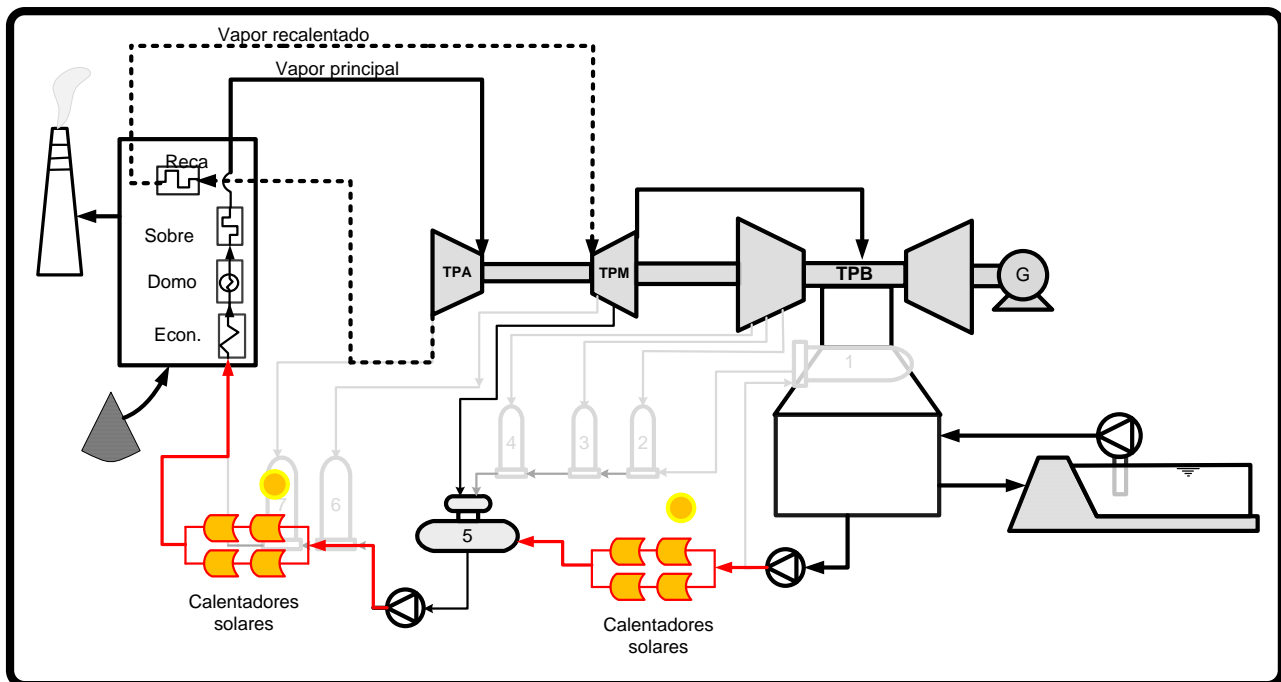 Vapor recalentado
Vapor principal
Reca
Sobre
Domo
Econ.
TPA
TPM
TPB
G
1
4
3
2
7
6
5
Calentadores
solares
Calentadores
solares